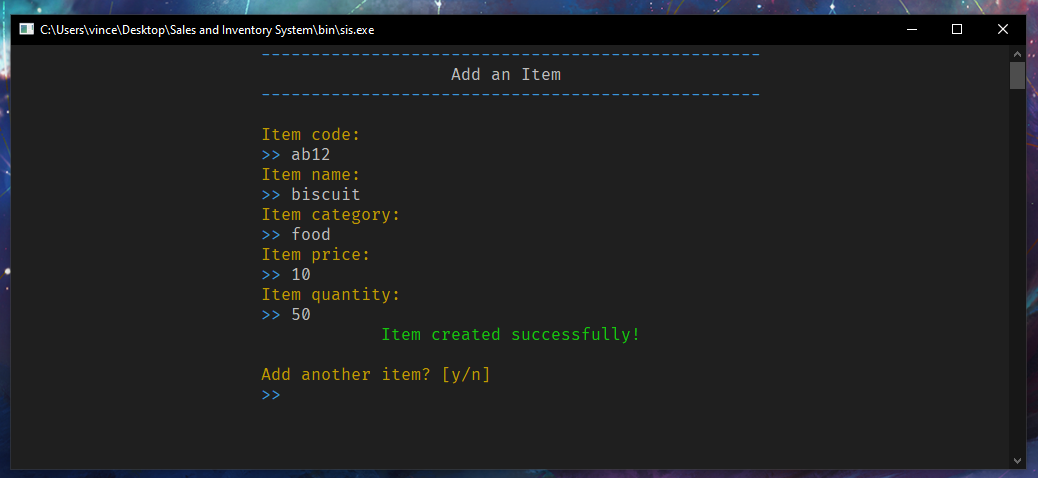 C:\Users\vince\Desktop\Sales and Inventory System\bin\sis.exe
--------------------------------------------------
Add an Item
--------------------------------------------------
Item code:
>> ab12
Item name:
>> biscuit
Item category:
>> food
Item price:
>> 10
Item quantity:
>> 50
Item created successfully!
Add another item? [y/n]
>>